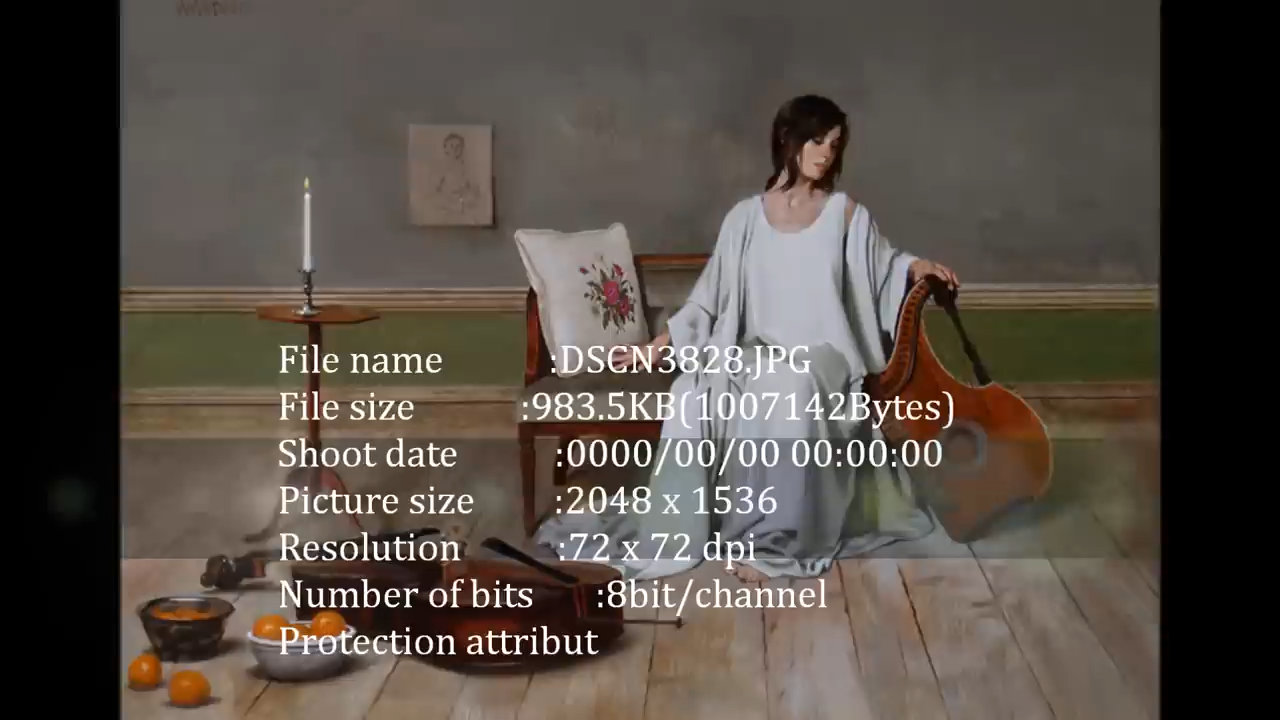 File name :DSCN3828.JPG
File size :983.5KB(1007142Bytes)
Shoot date :0000/00/00 00:00:00
Picture size :2048 x 1536
Resolution :72 x 72 dpi
Number of bits :8bit/channel
Protection attribut